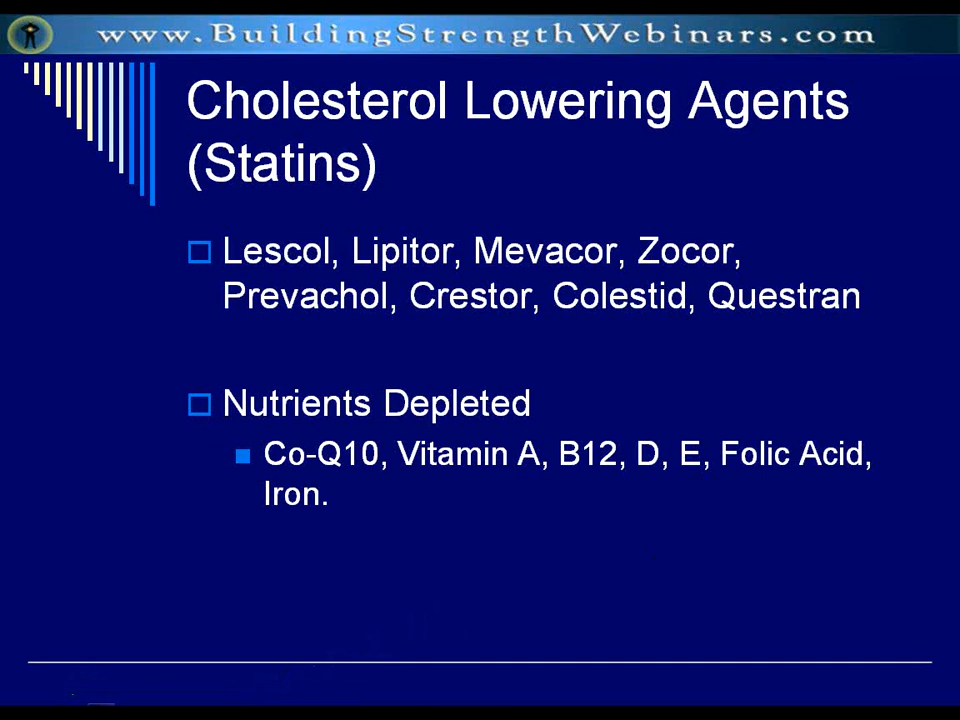 www.BuildingStrengthWebinars.com
Cholesterol Lowering Agents
(Statins)
Lescol, Lipitor, Mevacor, Zocor,
Prevachol, Crestor, Colestid, Questran
Nutrients Depleted
Co-Q10, Vitamin A, B12, D, E, Folic Acid,
Iron.